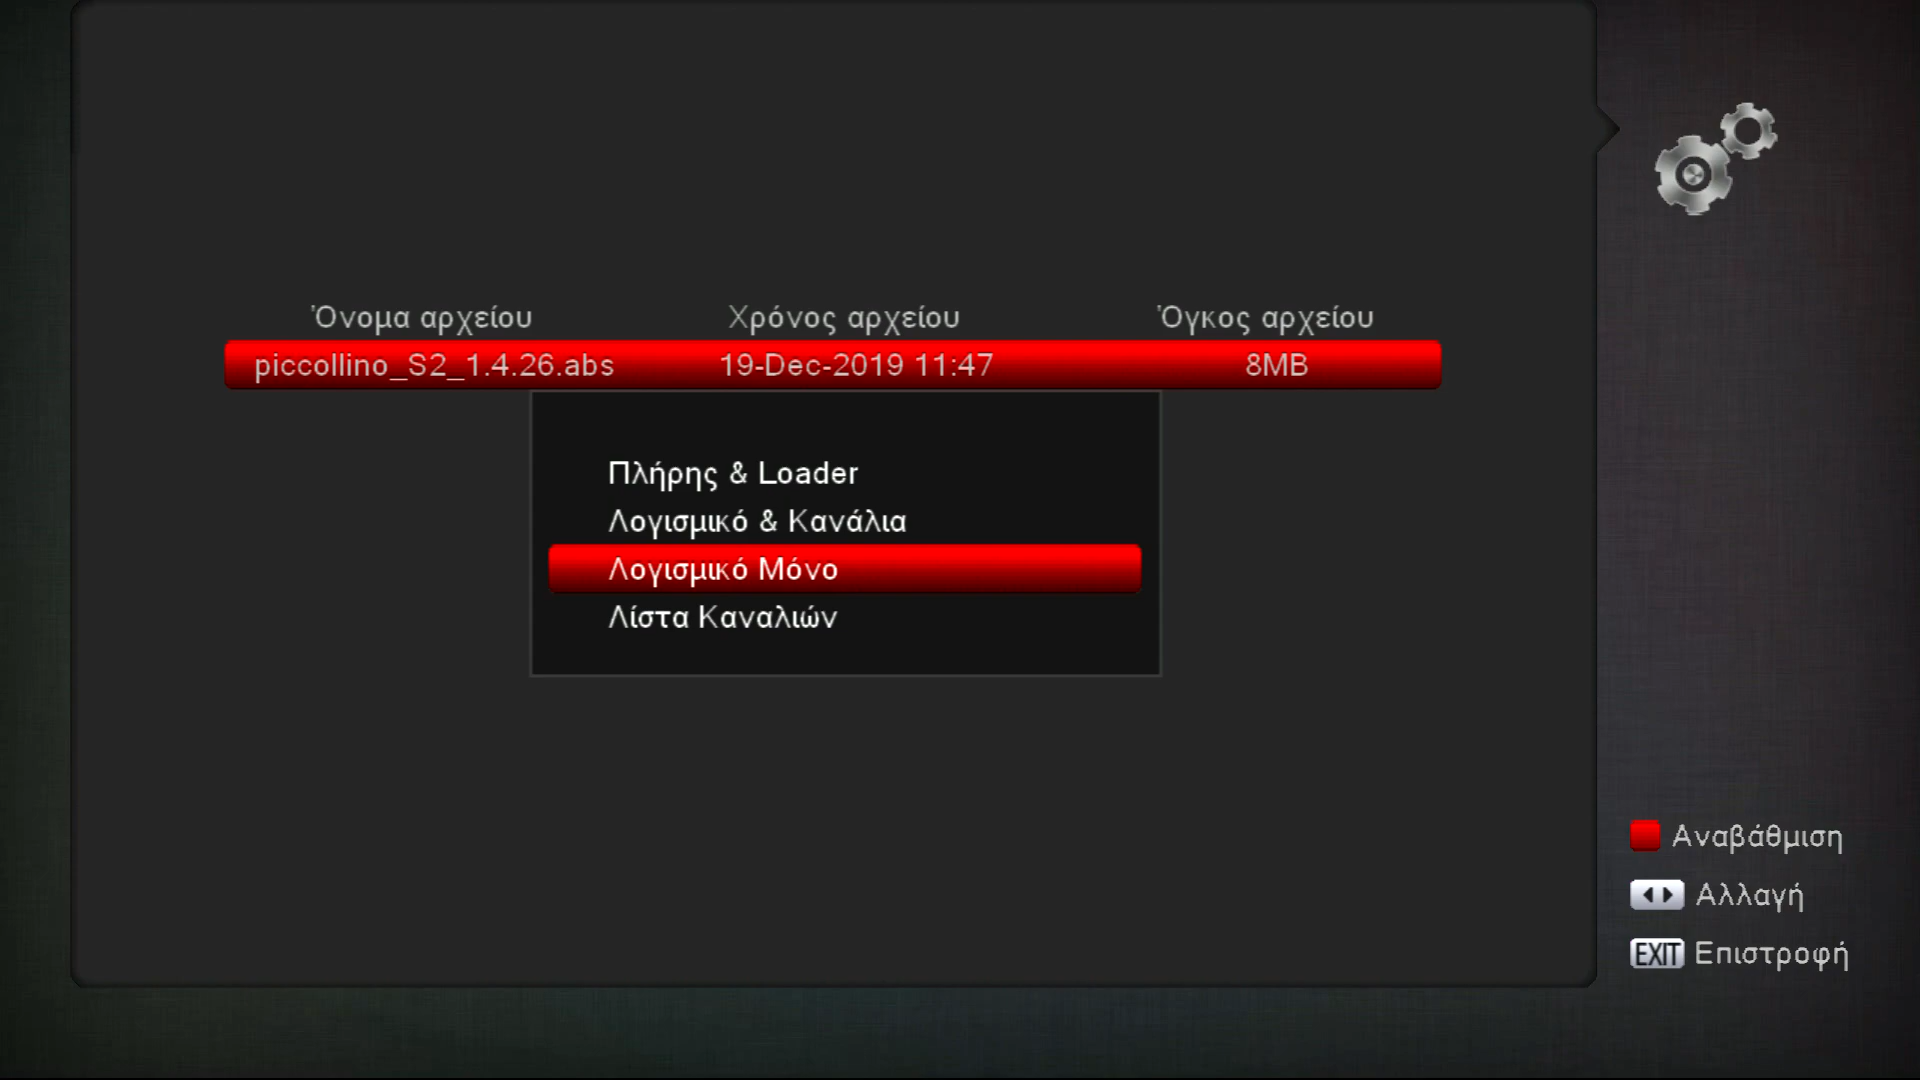 Όνομα αρχείου Χρόνος αρχείου Όγκος αρχείου
piccollino_S2_1.4.26.abs 19-Dec-2019 11:47 8MB
Πλήρης & Loader
Λογισμικό & Κανάλια
Λογισμικό Μόνο
Λίστα Καναλιών
Αναβάθμιση
Αλλαγή
EXIT Επιστροφή